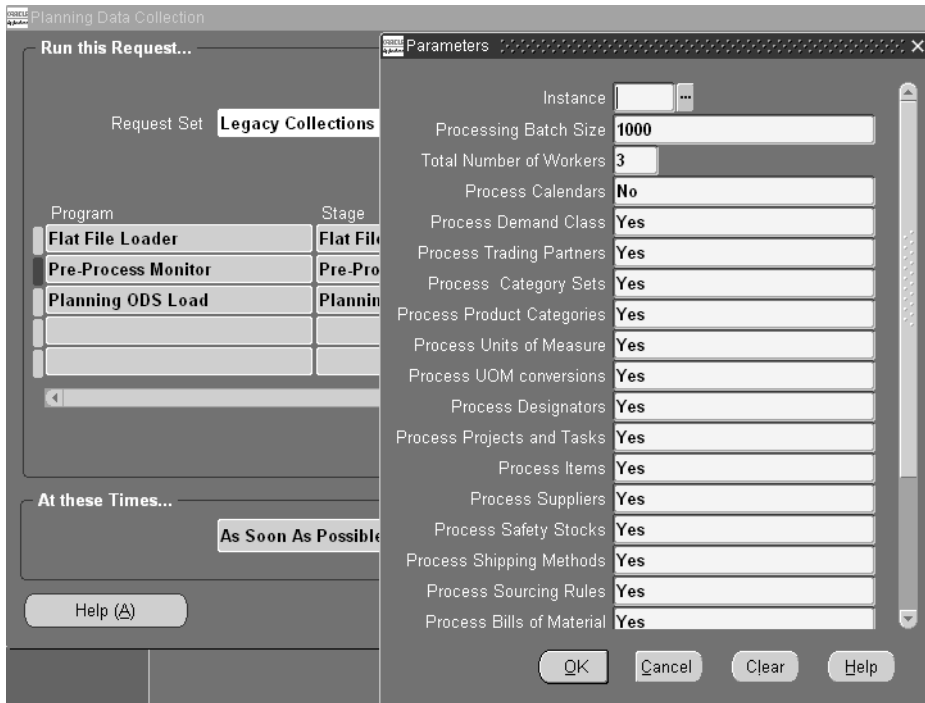 Planning Data Collection
Run this Request...
Request Set Legacy Collections
Program Stage
Flat File Loader Flat File
Pre-Process Monitor Pre-Pro
Planning ODS Load Plannin
At these Times...
As Soon As Possible
Help (A)
Parameters
Instance
Processing Batch Size 1000
Total Number of Workers 3
Process Calendars No
Process Demand Class Yes
Process Trading Partners Yes
Process Category Sets Yes
Process Product Categories Yes
Process Units of Measure Yes
Process UOM conversions Yes
Process Designators Yes
Process Projects and Tasks Yes
Process Items Yes
Process Suppliers Yes
Process Safety Stocks Yes
Process Shipping Methods Yes
Process Sourcing Rules Yes
Process Bills of Material Yes
OK Cancel Clear Help